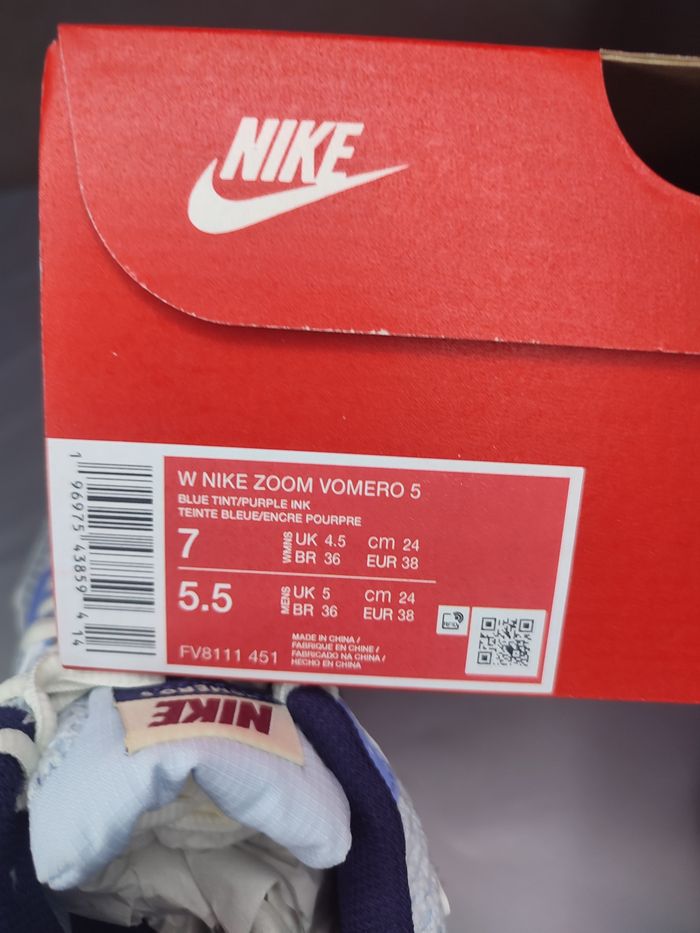 NIKE
W NIKE ZOOM VOMERO 5
BLUE TINT/PURPLE INK
TEINTE BLEUE/ENCRE POURPRE
7 WMNS UK 4.5 cm 24
BR 36 EUR 38
5.5 MENS UK 5 cm 24
BR 36 EUR 38
FV8111 451
MADE IN CHINA /
FABRIQUE EN CHINE /
FABRICADO NA CHINA /
HECHO EN CHINA
1 96975 43859 4 14
NIKE